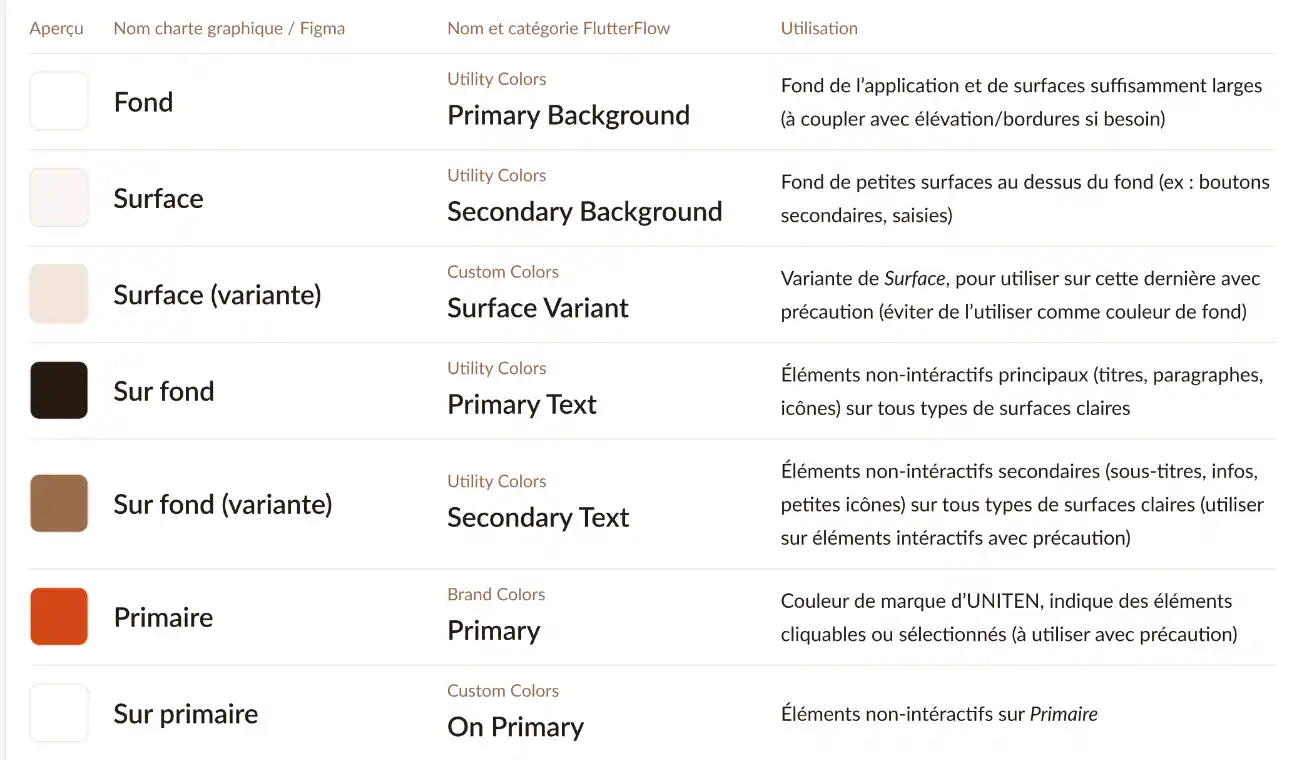 Aperçu Nom charte graphique / Figma Nom et catégorie FlutterFlow Utilisation
Fond
Utility Colors
Primary Background
Fond de l’application et de surfaces suffisamment larges
(à coupler avec élévation/bordures si besoin)
Surface
Utility Colors
Secondary Background
Fond de petites surfaces au dessus du fond (ex : boutons
secondaires, saisies)
Surface (variante)
Custom Colors
Surface Variant
Variante de Surface, pour utiliser sur cette dernière avec
précaution (éviter de l’utiliser comme couleur de fond)
Sur fond
Utility Colors
Primary Text
Éléments non-intéractifs principaux (titres, paragraphes,
icônes) sur tous types de surfaces claires
Sur fond (variante)
Utility Colors
Secondary Text
Éléments non-intéractifs secondaires (sous-titres, infos,
petites icônes) sur tous types de surfaces claires (utiliser
sur éléments intéractifs avec précaution)
Primaire
Brand Colors
Primary
Couleur de marque d’UNITEN, indique des éléments
cliquables ou sélectionnés (à utiliser avec précaution)
Sur primaire
Custom Colors
On Primary
Éléments non-intéractifs sur Primaire